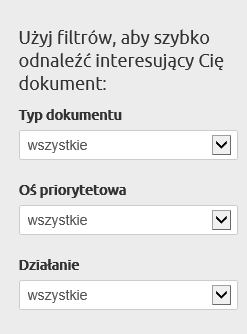 Użyj filtrów, aby szybko
odnaleźć interesujący Cię
dokument:
Typ dokumentu
wszystkie
Oś priorytetowa
wszystkie
Działanie
wszystkie